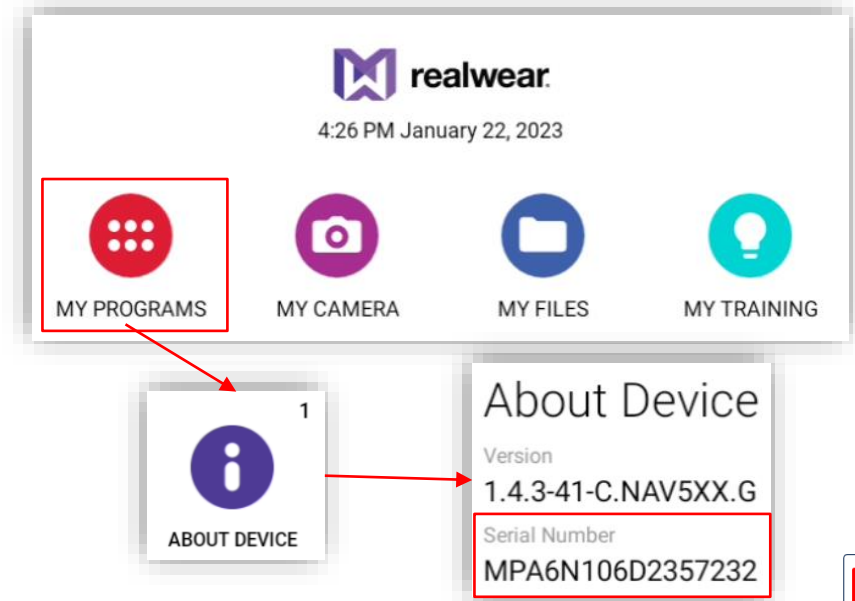 realwear
4:26 PM January 22, 2023
MY PROGRAMS
MY CAMERA
MY FILES
MY TRAINING
1
ABOUT DEVICE
About Device
Version
1.4.3-41-C.NAV5XX.G
Serial Number
MPA6N106D2357232